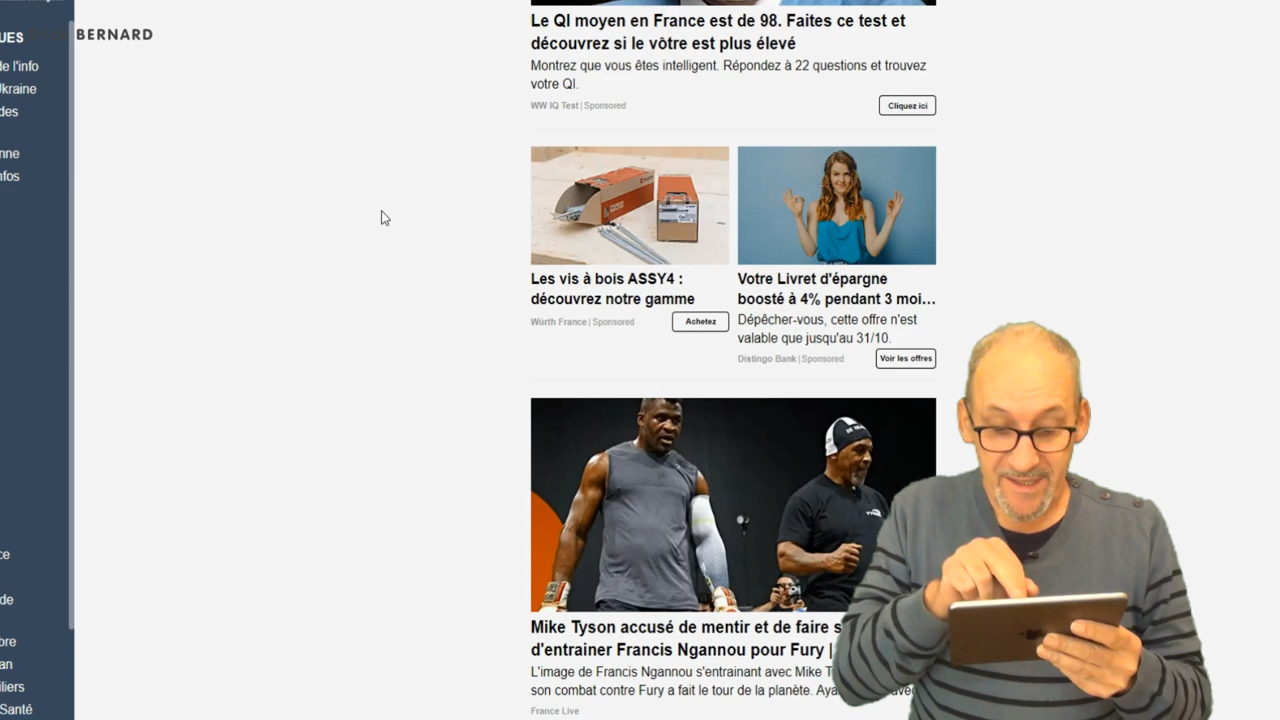 UES
BERNARD
de l'info
Ukraine
des
nne
nfos
ce
de
bre
an
iliers
Santé
Le QI moyen en France est de 98. Faites ce test et
découvrez si le vôtre est plus élevé
Montrez que vous êtes intelligent. Répondez à 22 questions et trouvez
votre QI.
WW IQ Test | Sponsored
Cliquez ici
Les vis à bois ASSY4 :
découvrez notre gamme
Würth France | Sponsored
Achetez
Votre Livret d'épargne
boosté à 4% pendant 3 moi...
Dépêcher-vous, cette offre n'est
valable que jusqu'au 31/10.
Distingo Bank | Sponsored
Voir les offres
Mike Tyson accusé de mentir et de faire s
d'entrainer Francis Ngannou pour Fury |
L'image de Francis Ngannou s'entrainant avec Mike T
son combat contre Fury a fait le tour de la planète.
France Live